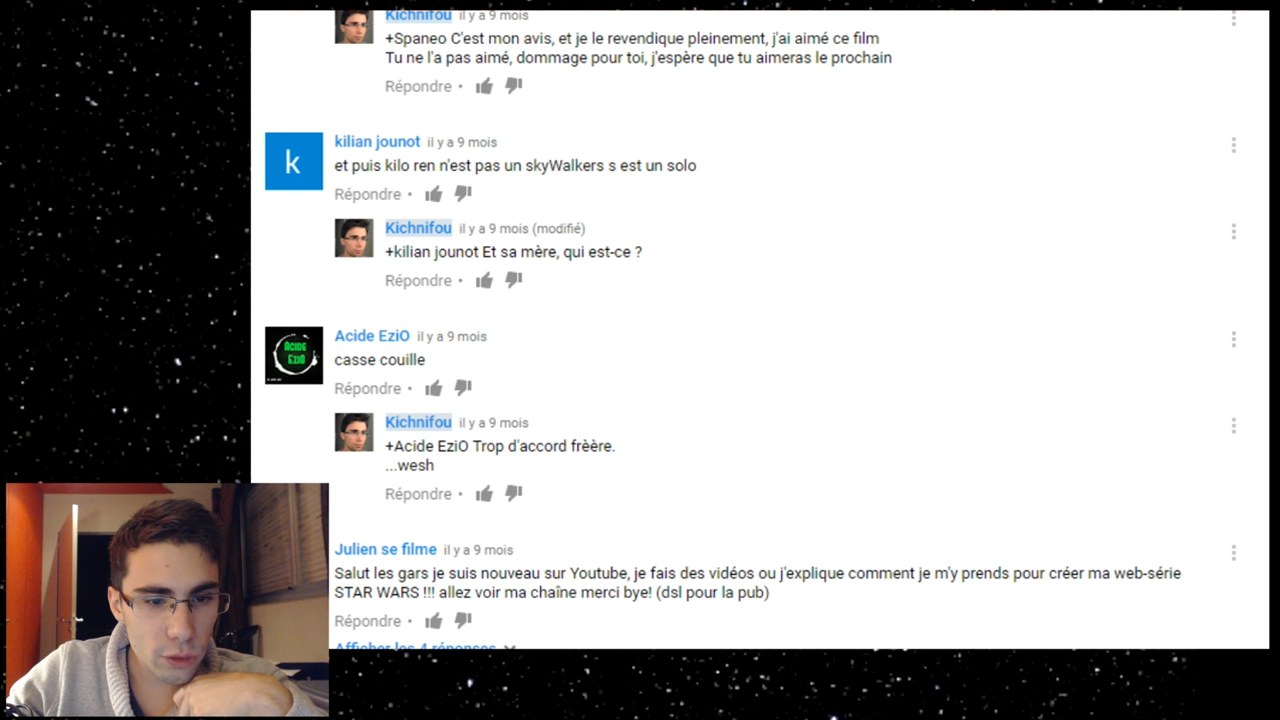 Kichnifou il y a 9 mois
+Spaneo C'est mon avis, et je le revendique pleinement, j'ai aimé ce film
Tu ne l'a pas aimé, dommage pour toi, j'espère que tu aimeras le prochain
Répondre •
k
kilian jounot il y a 9 mois
et puis kilo ren n'est pas un skyWalkers s est un solo
Répondre •
Kichnifou il y a 9 mois (modifié)
+kilian jounot Et sa mère, qui est-ce ?
Répondre •
ACIDE
EZIO
Acide EziO il y a 9 mois
casse couille
Répondre •
Kichnifou il y a 9 mois
+Acide EziO Trop d'accord frèère.
...wesh
Répondre •
Julien se filme il y a 9 mois
Salut les gars je suis nouveau sur Youtube, je fais des vidéos ou j'explique comment je m'y prends pour créer ma web-série
STAR WARS !!! allez voir ma chaîne merci bye! (dsl pour la pub)
Répondre •
Afficher les 4 réponses